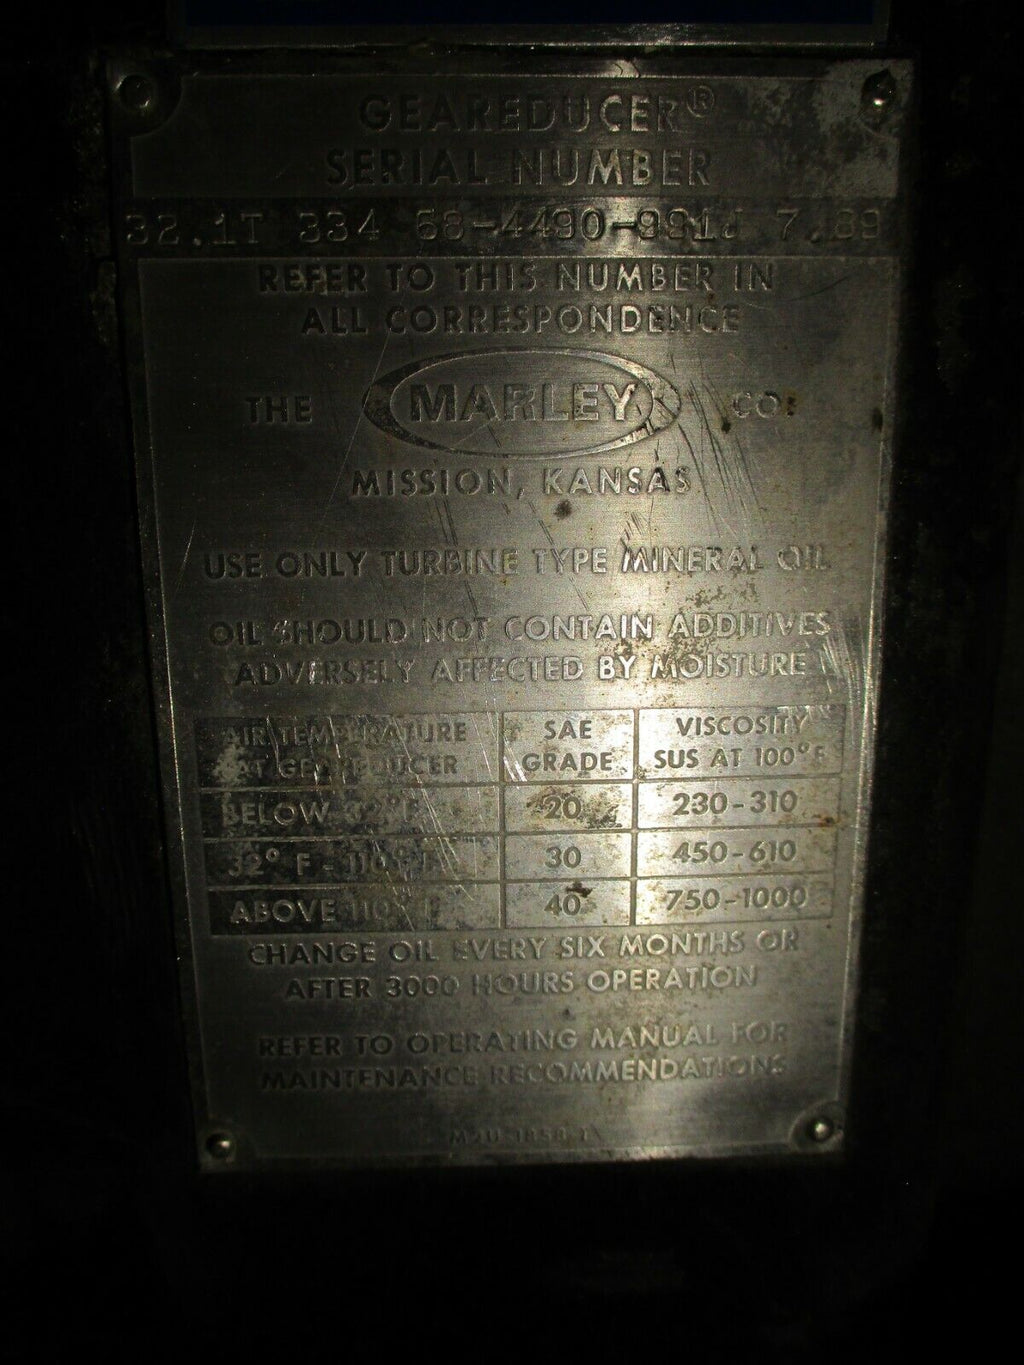 GEAREDUCER®
SERIAL NUMBER
32.1T 334 68-4490-991J 7.89
REFER TO THIS NUMBER IN
ALL CORRESPONDENCE
THE MARLEY CO.
MISSION, KANSAS
USE ONLY TURBINE TYPE MINERAL OIL
OIL SHOULD NOT CONTAIN ADDITIVES
ADVERSELY AFFECTED BY MOISTURE
AIR TEMPERATURE SAE VISCOSITY
AT GEAREDUCER GRADE SUS AT 100°F
BELOW 32°F 20 230-310
32°F - 110°F 30 450-610
ABOVE 110°F 40 750-1000
CHANGE OIL EVERY SIX MONTHS OR
AFTER 3000 HOURS OPERATION
REFER TO OPERATING MANUAL FOR
MAINTENANCE RECOMMENDATIONS